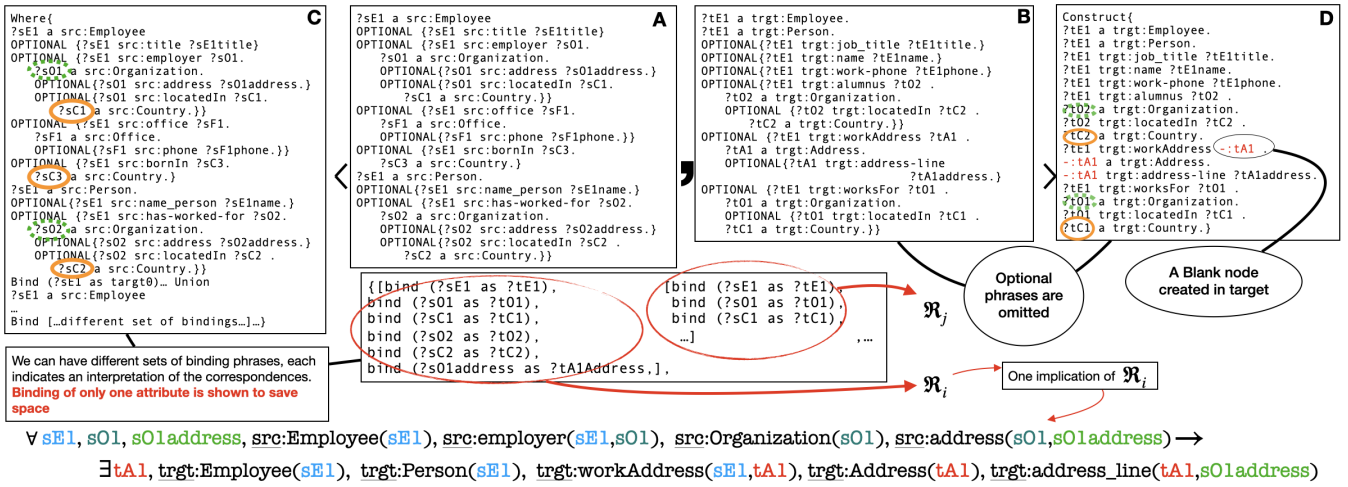 C
Where{
?sE1 a src:Employee
OPTIONAL {?sE1 src:title ?sE1title}
OPTIONAL {?sE1 src:employer ?sO1.
?sO1 a src:Organization.
OPTIONAL{?sO1 src:address ?sO1address.}
OPTIONAL{?sO1 src:locatedIn ?sC1.
?sC1 a src:Country.}}
OPTIONAL {?sE1 src:office ?sF1.
?sF1 a src:Office.
OPTIONAL{?sF1 src:phone ?sF1phone.}}
OPTIONAL {?sE1 src:bornIn ?sC3.
?sC3 a src:Country.}
?sE1 a src:Person.
OPTIONAL {?sE1 src:name_person ?sE1name.}
OPTIONAL {?sE1 src:has-worked-for ?sO2.
?sO2 a src:Organization.
OPTIONAL{?sO2 src:address ?sO2address.}
OPTIONAL{?sO2 src:locatedIn ?sC2 .
?sC2 a src:Country.}}
Bind (?sE1 as targt0)… Union
?sE1 a src:Employee
…
Bind […different set of bindings…]…}
<
A
?sE1 a src:Employee
OPTIONAL {?sE1 src:title ?sE1title}
OPTIONAL {?sE1 src:employer ?sO1.
?sO1 a src:Organization.
OPTIONAL{?sO1 src:address ?sO1address.}
OPTIONAL{?sO1 src:locatedIn ?sC1.
?sC1 a src:Country.}}
OPTIONAL {?sE1 src:office ?sF1.
?sF1 a src:Office.
OPTIONAL{?sF1 src:phone ?sF1phone.}}
OPTIONAL {?sE1 src:bornIn ?sC3.
?sC3 a src:Country.}
?sE1 a src:Person.
OPTIONAL {?sE1 src:name_person ?sE1name.}
OPTIONAL {?sE1 src:has-worked-for ?sO2.
?sO2 a src:Organization.
OPTIONAL{?sO2 src:address ?sO2address.}
OPTIONAL{?sO2 src:locatedIn ?sC2 .
?sC2 a src:Country.}}
,
B
?tE1 a trgt:Employee.
?tE1 a trgt:Person.
OPTIONAL{?tE1 trgt:job_title ?tE1title.}
OPTIONAL{?tE1 trgt:name ?tE1name.}
OPTIONAL{?tE1 trgt:work-phone ?tE1phone.}
OPTIONAL{?tE1 trgt:alumnus ?tO2 .
?tO2 a trgt:Organization.
OPTIONAL {?tO2 trgt:locatedIn ?tC2 .
?tC2 a trgt:Country.}}
OPTIONAL {?tE1 trgt:workAddress ?tA1 .
?tA1 a trgt:Address.
OPTIONAL{?tA1 trgt:address-line
?tA1address.}
OPTIONAL {?tE1 trgt:worksFor ?tO1 .
?tO1 a trgt:Organization.
OPTIONAL {?tO1 trgt:locatedIn ?tC1 .
?tC1 a trgt:Country.}}
>
D
Construct{
?tE1 a trgt:Employee.
?tE1 a trgt:Person.
?tE1 trgt:job_title ?tE1title.
?tE1 trgt:name ?tE1name.
?tE1 trgt:work-phone ?tE1phone.
?tE1 trgt:alumnus ?tO2 .
?tO2 a trgt:Organization.
?tO2 trgt:locatedIn ?tC2 .
?tC2 a trgt:Country.
?tE1 trgt:workAddress -:tA1 .
-:tA1 a trgt:Address.
-:tA1 trgt:address-line ?tA1address.
?tE1 trgt:worksFor ?tO1 .
?tO1 a trgt:Organization.
?tO1 trgt:locatedIn ?tC1 .
?tC1 a trgt:Country.}
We can have different sets of binding phrases, each
indicates an interpretation of the correspondences.
Binding of only one attribute is shown to save
space
{[bind (?sE1 as ?tE1),
bind (?sO1 as ?tO1),
bind (?sC1 as ?tC1),
bind (?sO2 as ?tO2),
bind (?sC2 as ?tC2),
bind (?sO1address as ?tA1Address,],
[bind (?sE1 as ?tE1),
bind (?sO1 as ?tO1),
bind (?sC1 as ?tC1),
…] ,…
ℜj
ℜi
Optional
phrases are
omitted
A Blank node
created in target
One implication of ℜi
∀ sE1, sO1, sO1address, src:Employee(sE1), src:employer(sE1,sO1), src:Organization(sO1), src:address(sO1,sO1address) →
∃tA1, trgt:Employee(sE1), trgt:Person(sE1), trgt:workAddress(sE1,tA1), trgt:Address(tA1), trgt:address_line(tA1,sO1address)